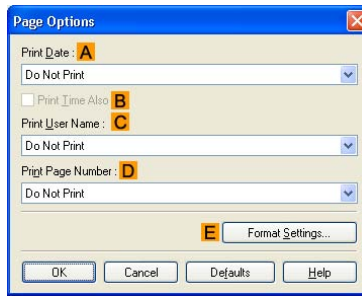 Page Options
Print Date : A
Do Not Print
Print Time Also B
Print User Name : C
Do Not Print
Print Page Number : D
Do Not Print
E Format Settings...
OK Cancel Defaults Help